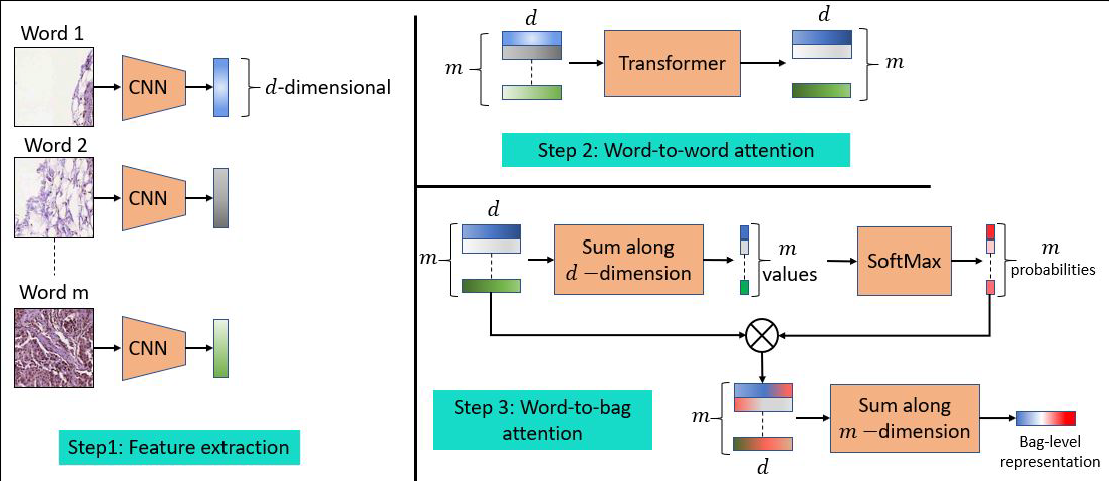 Word 1
CNN
d-dimensional
Word 2
CNN
Word m
CNN
Step1: Feature extraction
d
m
Transformer
d
m
Step 2: Word-to-word attention
d
m
Sum along
d −dimension
m
values
SoftMax
m
probabilities
Step 3: Word-to-bag
attention
m
d
Sum along
m −dimension
Bag-level
representation